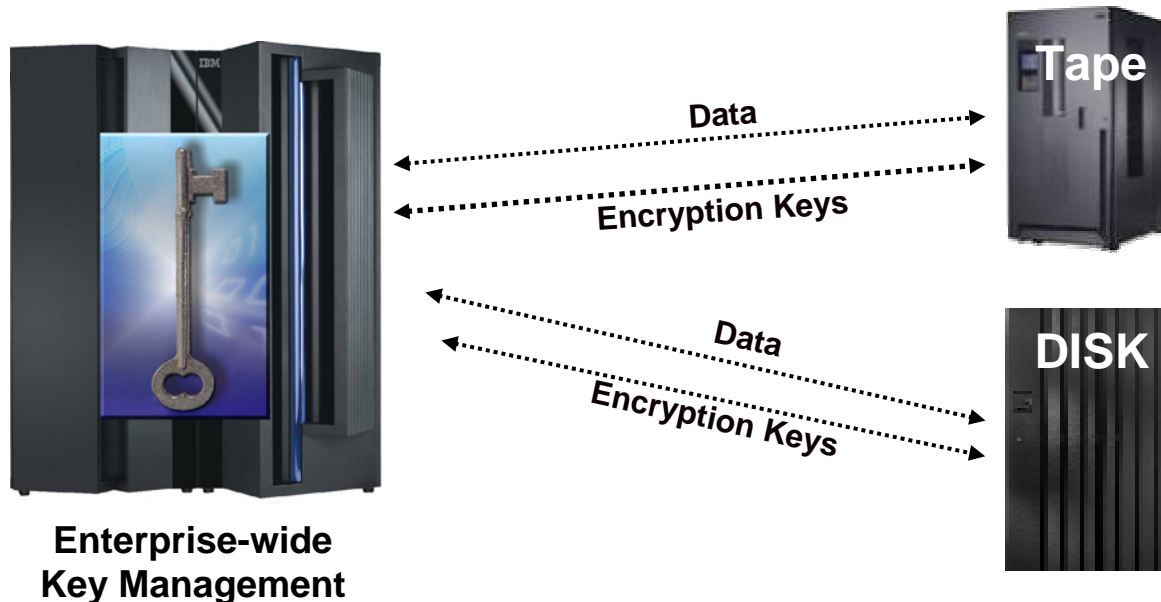 IBM
Tape
Data
Encryption Keys
Data
DISK
Encryption Keys
Enterprise-wide
Key Management